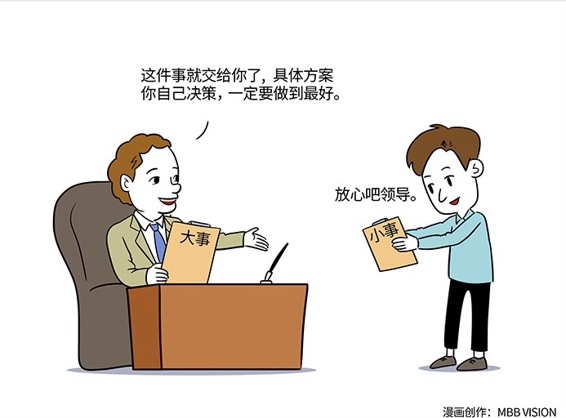 这件事就交给你了，具体方案
你自己决策，一定要做到最好。
放心吧领导。
大事
小事
漫画创作：MBB VISION